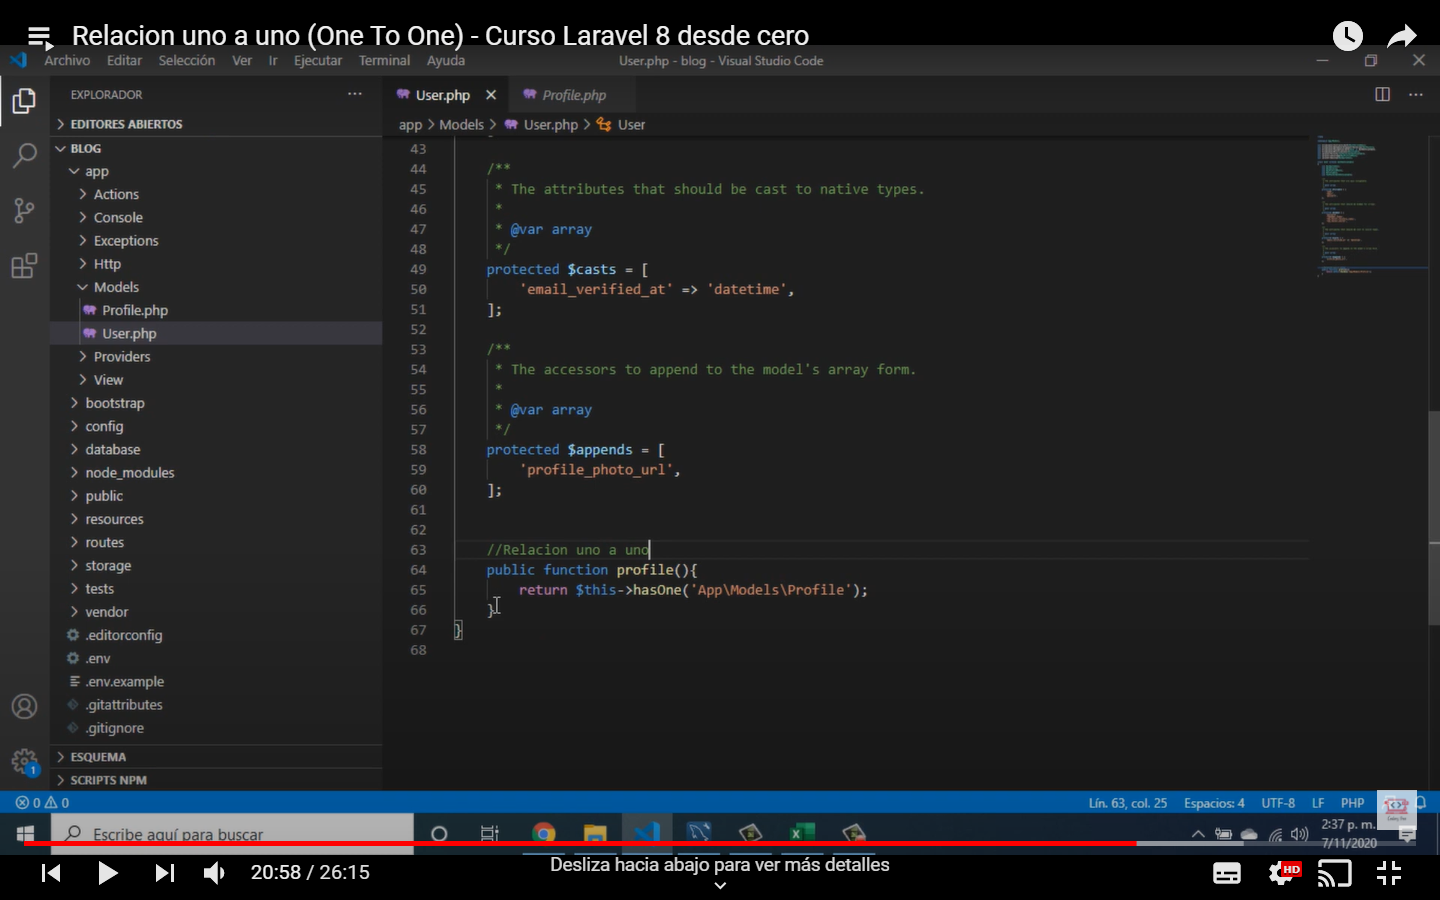 Relacion uno a uno (One To One) - Curso Laravel 8 desde cero
Archivo Editar Selección Ver Ir Ejecutar Terminal Ayuda
User.php - blog - Visual Studio Code
EXPLORADOR
EDITORES ABIERTOS
BLOG
app
Actions
Console
Exceptions
Http
Models
Profile.php
User.php
Providers
View
bootstrap
config
database
node_modules
public
resources
routes
storage
tests
vendor
.editorconfig
.env
.env.example
.gitattributes
.gitignore
ESQUEMA
SCRIPTS NPM
User.php
Profile.php
app > Models > User.php > User
43
44 /**
45 * The attributes that should be cast to native types.
46 *
47 * @var array
48 */
49 protected $casts = [
50 'email_verified_at' => 'datetime',
51 ];
52
53 /**
54 * The accessors to append to the model's array form.
55 *
56 * @var array
57 */
58 protected $appends = [
59 'profile_photo_url',
60 ];
61
62
63 //Relacion uno a uno
64 public function profile(){
65 return $this->hasOne('App\Models\Profile');
66 }
67 }
68
1
0 0
Lín. 63, col. 25 Espacios: 4 UTF-8 LF PHP
Escribe aquí para buscar
2:37 p. m.
7/11/2020
20:58 / 26:15
Desliza hacia abajo para ver más detalles
HD